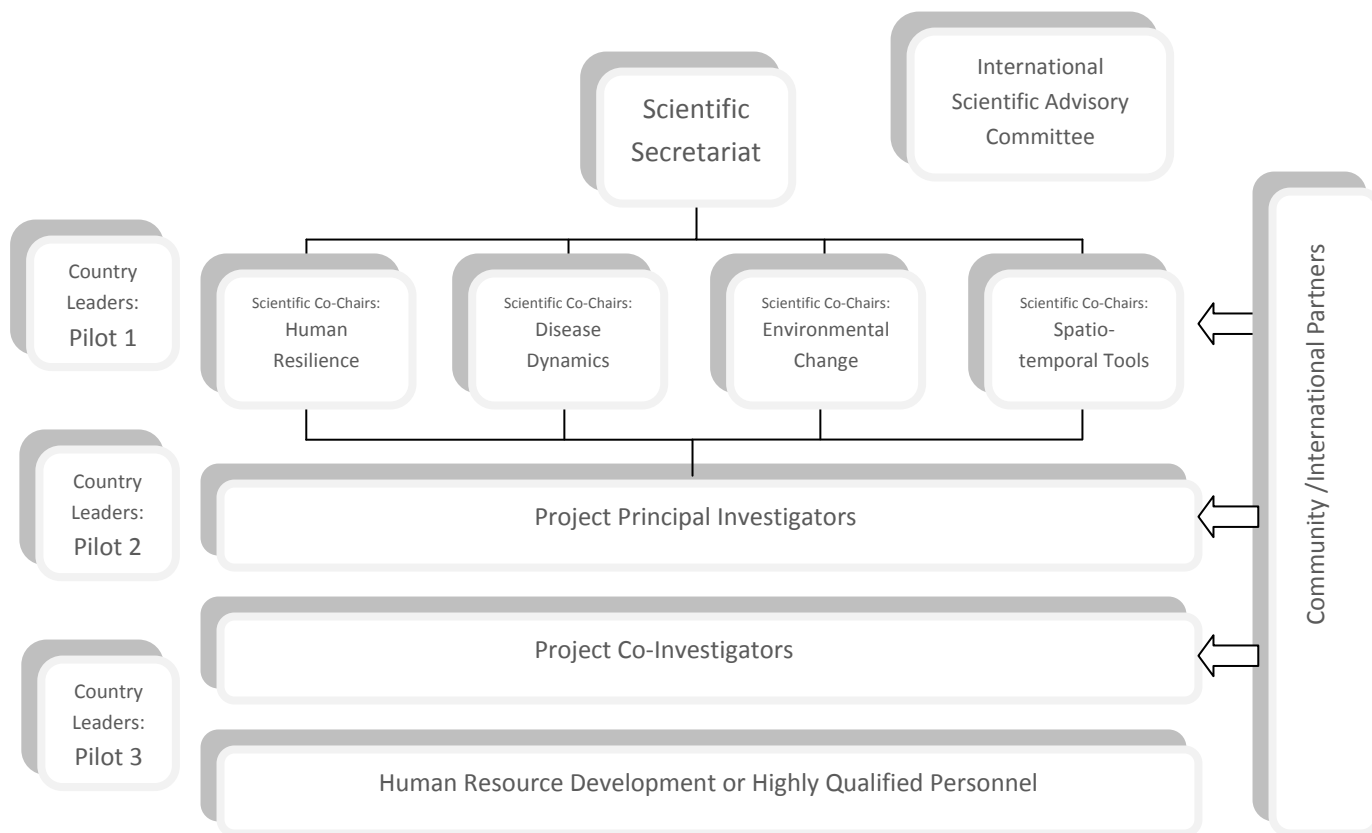 International
Scientific Advisory
Committee
Scientific
Secretariat
Country
Leaders:
Pilot 1
Scientific Co-Chairs:
Human
Resilience
Scientific Co-Chairs:
Disease
Dynamics
Scientific Co-Chairs:
Environmental
Change
Scientific Co-Chairs:
Spatio-
temporal Tools
Community /International Partners
Country
Leaders:
Pilot 2
Project Principal Investigators
Project Co-Investigators
Country
Leaders:
Pilot 3
Human Resource Development or Highly Qualified Personnel